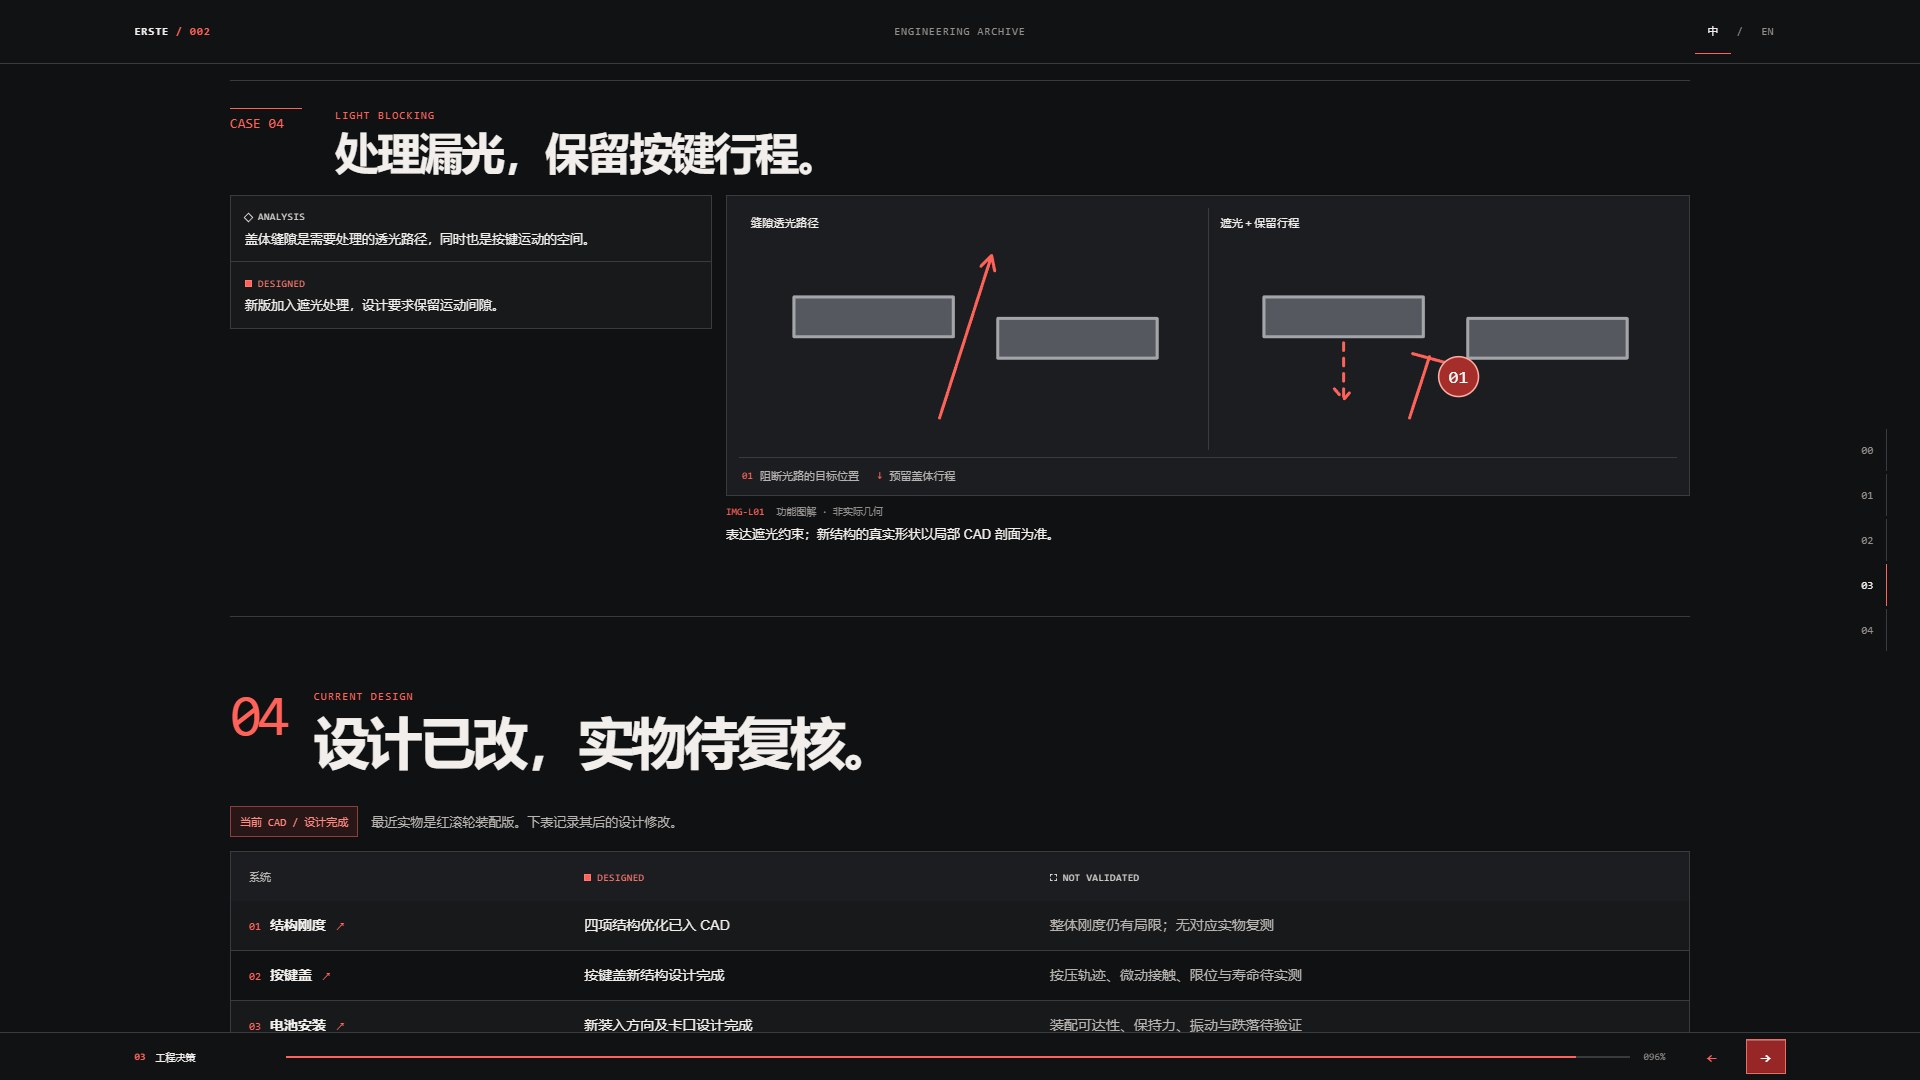 ERSTE / 002
ENGINEERING ARCHIVE
中 / EN
CASE 04
LIGHT BLOCKING
处理漏光，保留按键行程。
ANALYSIS
盖体缝隙是需要处理的透光路径，同时也是按键运动的空间。
DESIGNED
新版加入遮光处理，设计要求保留运动间隙。
缝隙透光路径
遮光 + 保留行程
01
01 阻断光路的目标位置 ↓ 预留盖体行程
IMG-L01 功能图解 · 非实际几何
表达遮光约束；新结构的真实形状以局部 CAD 剖面为准。
00
01
02
03
04
04
CURRENT DESIGN
设计已改，实物待复核。
当前 CAD / 设计完成
最近实物是红滚轮装配版。下表记录其后的设计修改。
系统 DESIGNED NOT VALIDATED
01 结构刚度 ↗ 四项结构优化已入 CAD 整体刚度仍有局限；无对应实物复测
02 按键盖 ↗ 按键盖新结构设计完成 按压轨迹、微动接触、限位与寿命待实测
03 电池安装 ↗ 新装入方向及卡口设计完成 装配可达性、保持力、振动与跌落待验证
03 工程决策
096%
← →